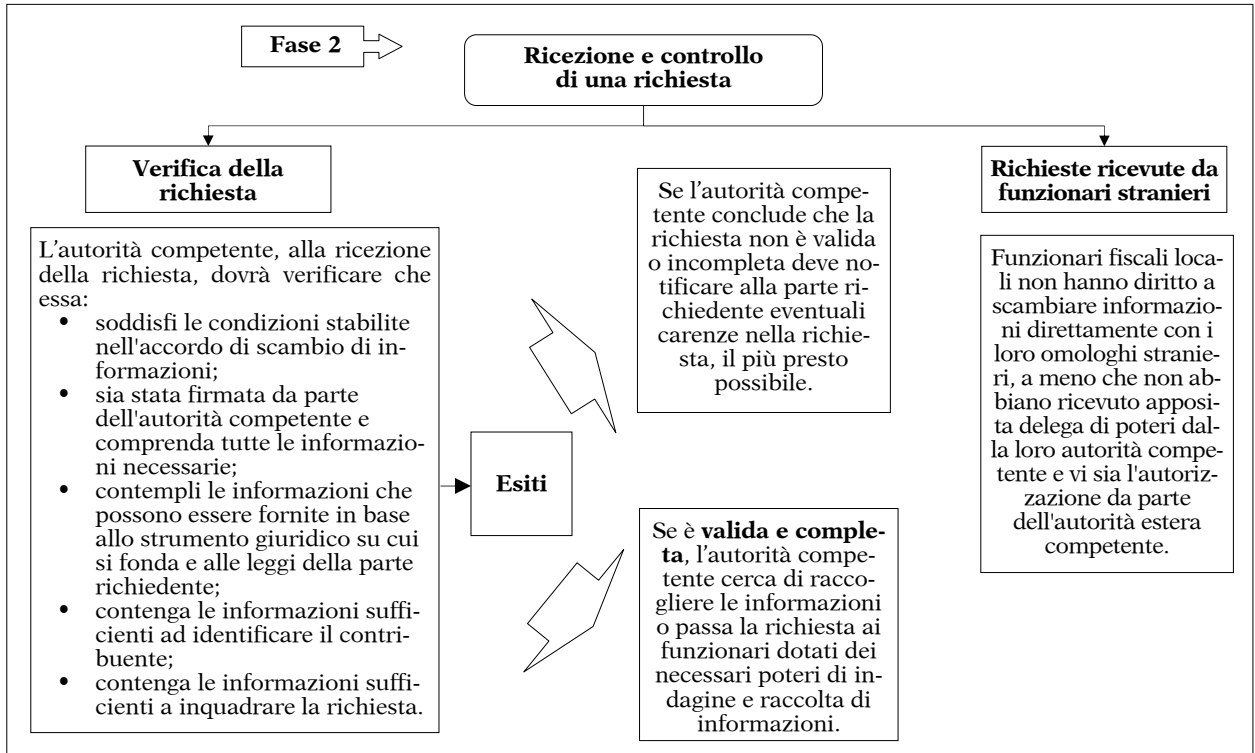 Fase 2
Ricezione e controllo
di una richiesta
Verifica della
richiesta
L'autorità competente, alla ricezione
della richiesta, dovrà verificare che
essa:
• soddisfi le condizioni stabilite
nell'accordo di scambio di in-
formazioni;
• sia stata firmata da parte
dell'autorità competente e
comprenda tutte le informazio-
ni necessarie;
• contempli le informazioni che
possono essere fornite in base
allo strumento giuridico su cui
si fonda e alle leggi della parte
richiedente;
• contenga le informazioni suffi-
cienti ad identificare il contri-
buente;
• contenga le informazioni suffi-
cienti a inquadrare la richiesta.
Esiti
Se l'autorità compe-
tente conclude che la
richiesta non è valida
o incompleta deve no-
tificare alla parte ri-
chiedente eventuali
carenze nella richie-
sta, il più presto
possibile.
Se è valida e comple-
ta, l'autorità compe-
tente cerca di racco-
gliere le informazioni
o passa la richiesta ai
funzionari dotati dei
necessari poteri di in-
dagine e raccolta di
informazioni.
Richieste ricevute da
funzionari stranieri
Funzionari fiscali loca-
li non hanno diritto a
scambiare informazio-
ni direttamente con i
loro omologhi stranie-
ri, a meno che non ab-
biano ricevuto apposi-
ta delega di poteri dal-
la loro autorità compe-
tente e vi sia l'autoriz-
zazione da parte
dell'autorità estera
competente.